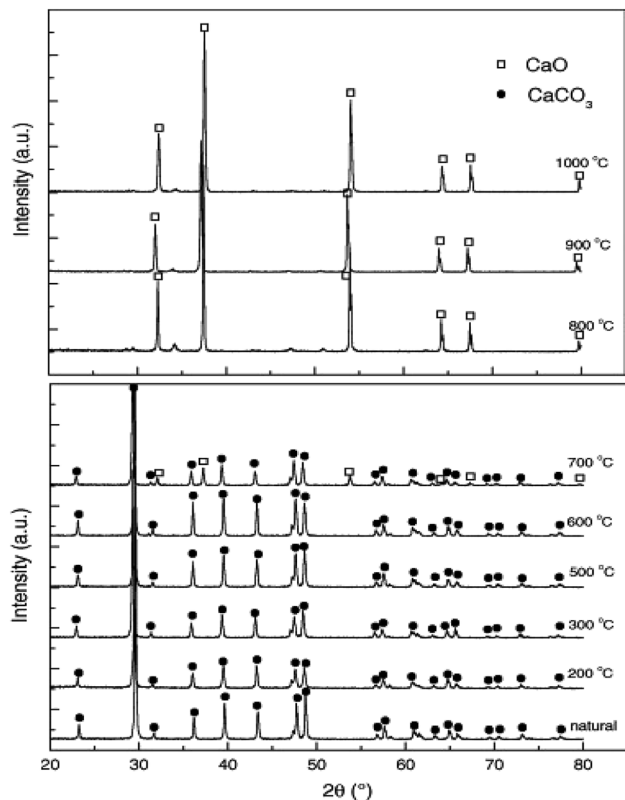 CaO
CaCO3
1000 °C
900 °C
800 °C
Intensity (a.u.)
700 °C
600 °C
500 °C
300 °C
200 °C
natural
Intensity (a.u.)
20 30 40 50 60 70 80
2θ (°)